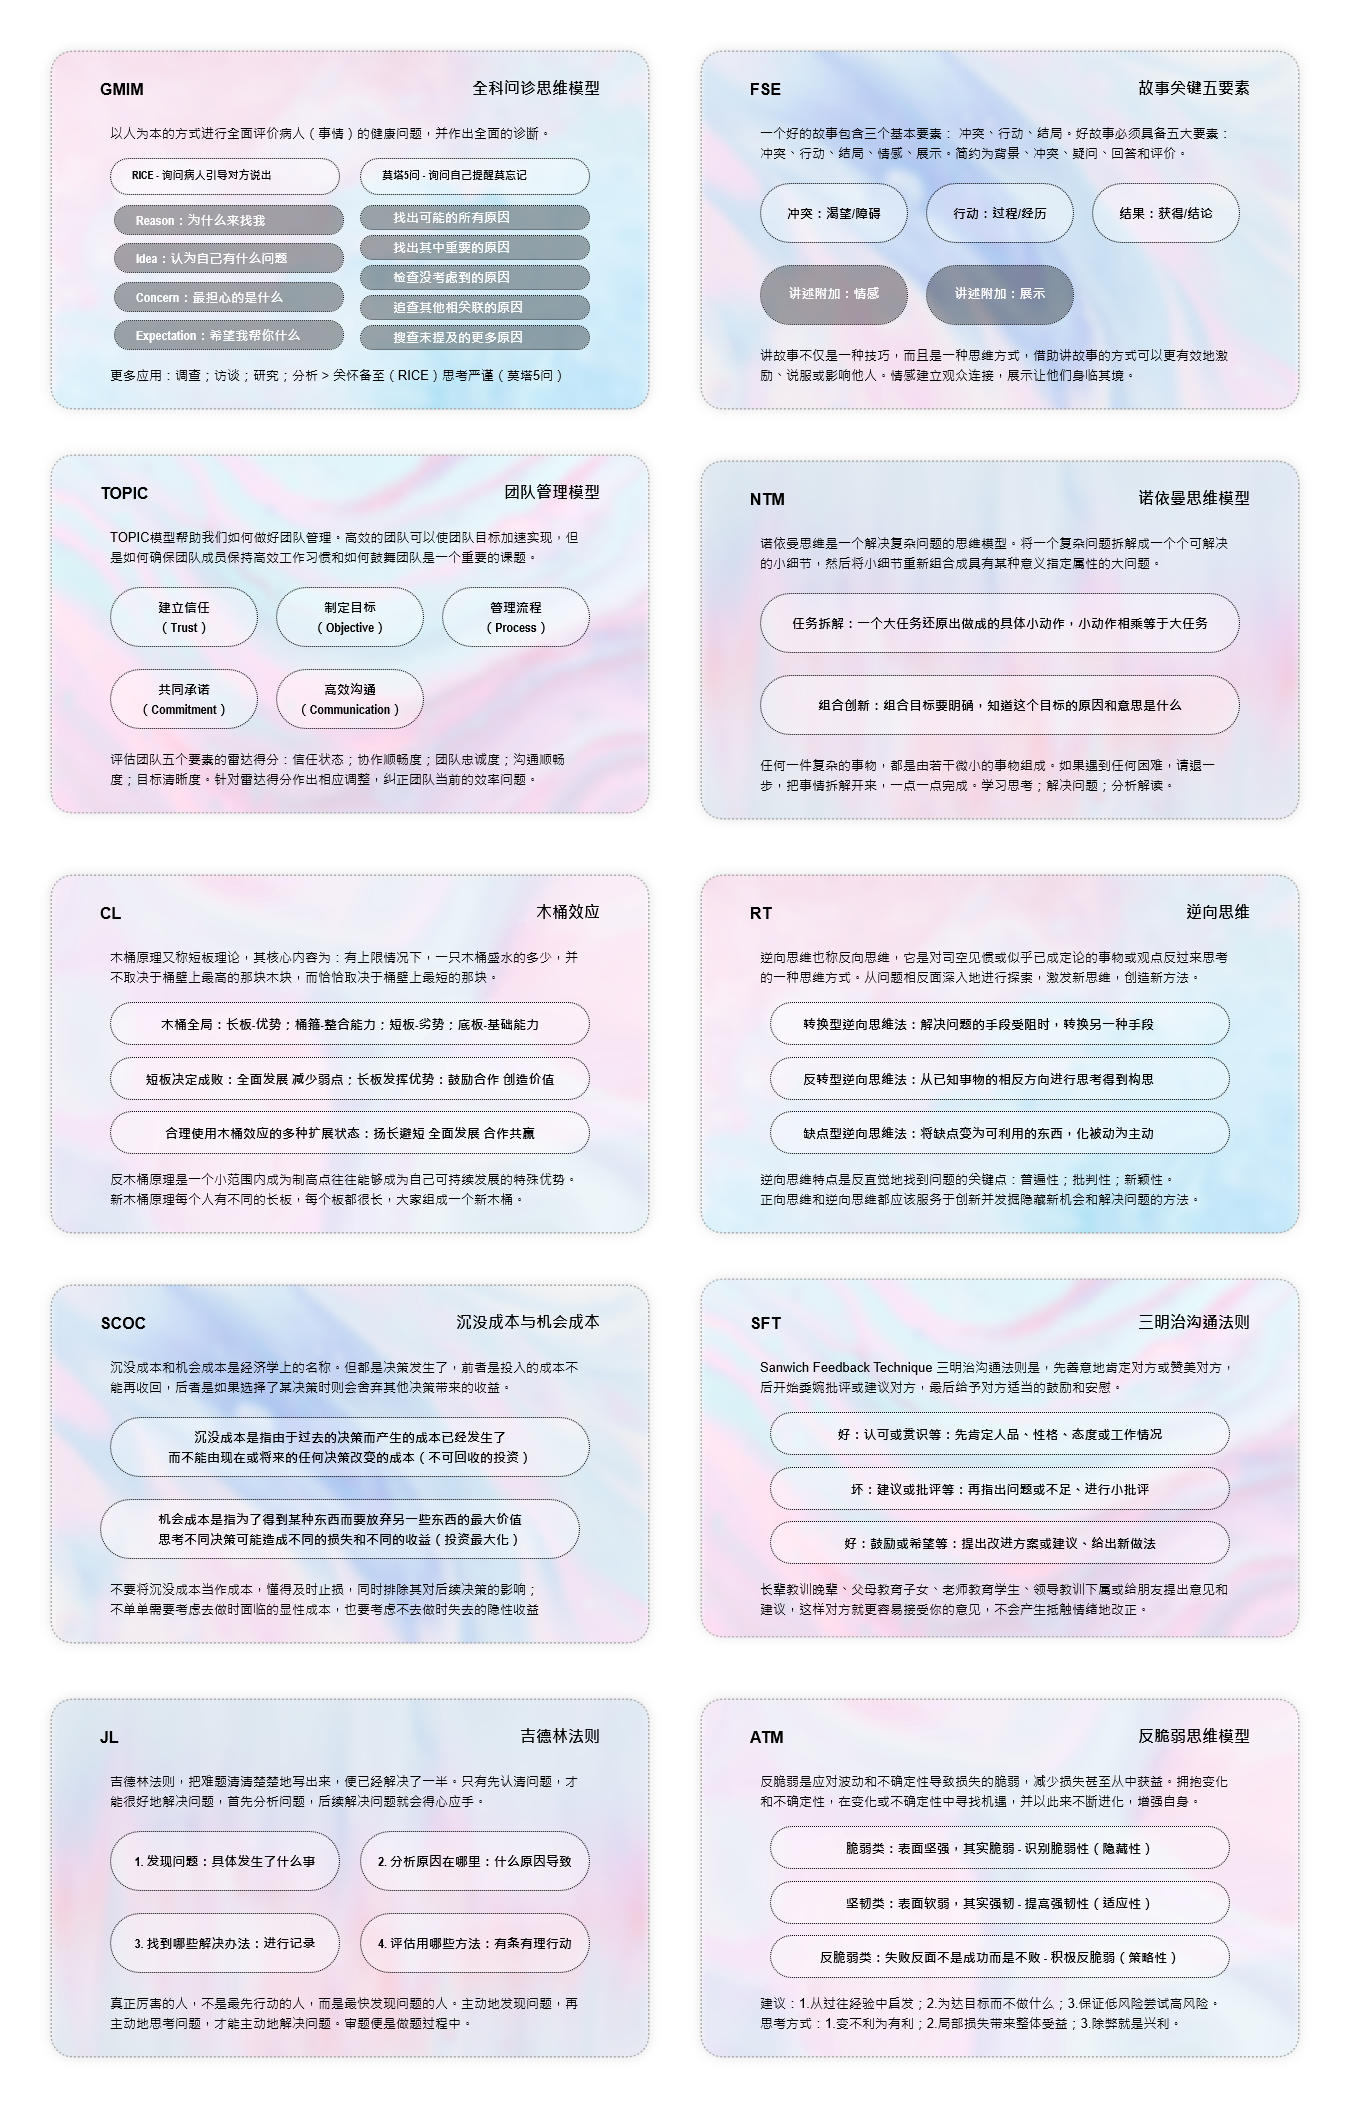 GMIM
全科问诊思维模型
以人为本的方式进行全面评价病人（事情）的健康问题，并作出全面的诊断。
RICE - 询问病人引导对方说出
Reason：为什么来找我
Idea：认为自己有什么问题
Concern：最担心的是什么
Expectation：希望我帮你什么
莫塔5问 - 询问自己提醒莫忘记
找出可能的所有原因
找出其中重要的原因
检查没考虑到的原因
追查其他相关联的原因
搜查未提及的更多原因
更多应用：调查；访谈；研究；分析 > 关怀备至（RICE）思考严谨（莫塔5问）
FSE
故事关键五要素
一个好的故事包含三个基本要素： 冲突、行动、结局。好故事必须具备五大要素：
冲突、行动、结局、情感、展示。简约为背景、冲突、疑问、回答和评价。
冲突：渴望/障碍
行动：过程/经历
结果：获得/结论
讲述附加：情感
讲述附加：展示
讲故事不仅是一种技巧，而且是一种思维方式，借助讲故事的方式可以更有效地激
励、说服或影响他人。情感建立观众连接，展示让他们身临其境。
TOPIC
团队管理模型
TOPIC模型帮助我们如何做好团队管理。高效的团队可以使团队目标加速实现，但
是如何确保团队成员保持高效工作习惯和如何鼓舞团队是一个重要的课题。
建立信任
（Trust）
制定目标
（Objective）
管理流程
（Process）
共同承诺
（Commitment）
高效沟通
（Communication）
评估团队五个要素的雷达得分：信任状态；协作顺畅度；团队忠诚度；沟通顺畅
度；目标清晰度。针对雷达得分作出相应调整，纠正团队当前的效率问题。
NTM
诺依曼思维模型
诺依曼思维是一个解决复杂问题的思维模型。将一个复杂问题拆解成一个个可解决
的小细节，然后将小细节重新组合成具有某种意义指定属性的大问题。
任务拆解：一个大任务还原出做成的具体小动作，小动作相乘等于大任务
组合创新：组合目标要明确，知道这个目标的原因和意思是什么
任何一件复杂的事物，都是由若干微小的事物组成。如果遇到任何困难，请退一
步，把事情拆解开来，一点一点完成。学习思考；解决问题；分析解读。
CL
木桶效应
木桶原理又称短板理论，其核心内容为：有上限情况下，一只木桶盛水的多少，并
不取决于桶壁上最高的那块木块，而恰恰取决于桶壁上最短的那块。
木桶全局：长板-优势；桶箍-整合能力；短板-劣势；底板-基础能力
短板决定成败：全面发展 减少弱点；长板发挥优势：鼓励合作 创造价值
合理使用木桶效应的多种扩展状态：扬长避短 全面发展 合作共赢
反木桶原理是一个小范围内成为制高点往往能够成为自己可持续发展的特殊优势。
新木桶原理每个人有不同的长板，每个板都很长，大家组成一个新木桶。
RT
逆向思维
逆向思维也称反向思维，它是对司空见惯或似乎已成定论的事物或观点反过来思考
的一种思维方式。从问题相反面深入地进行探索，激发新思维，创造新方法。
转换型逆向思维法：解决问题的手段受阻时，转换另一种手段
反转型逆向思维法：从已知事物的相反方向进行思考得到构思
缺点型逆向思维法：将缺点变为可利用的东西，化被动为主动
逆向思维特点是反直觉地找到问题的关键点：普遍性；批判性；新颖性。
正向思维和逆向思维都应该服务于创新并发掘隐藏新机会和解决问题的方法。
SCOC
沉没成本与机会成本
沉没成本和机会成本是经济学上的名称。但都是决策发生了，前者是投入的成本不
能再收回，后者是如果选择了某决策时则会舍弃其他决策带来的收益。
沉没成本是指由于过去的决策而产生的成本已经发生了
而不能由现在或将来的任何决策改变的成本（不可回收的投资）
机会成本是指为了得到某种东西而要放弃另一些东西的最大价值
思考不同决策可能造成不同的损失和不同的收益（投资最大化）
不要将沉没成本当作成本，懂得及时止损，同时排除其对后续决策的影响；
不单单需要考虑去做时面临的显性成本，也要考虑不去做时失去的隐性收益
SFT
三明治沟通法则
Sanwich Feedback Technique 三明治沟通法则是，先善意地肯定对方或赞美对方，
后开始委婉批评或建议对方，最后给予对方适当的鼓励和安慰。
好：认可或赏识等：先肯定人品、性格、态度或工作情况
坏：建议或批评等：再指出问题或不足、进行小批评
好：鼓励或希望等：提出改进方案或建议、给出新做法
长辈教训晚辈、父母教育子女、老师教育学生、领导教训下属或给朋友提出意见和
建议，这样对方就更容易接受你的意见，不会产生抵触情绪地改正。
JL
吉德林法则
吉德林法则，把难题清清楚楚地写出来，便已经解决了一半。只有先认清问题，才
能很好地解决问题，首先分析问题，后续解决问题就会得心应手。
1. 发现问题：具体发生了什么事
2. 分析原因在哪里：什么原因导致
3. 找到哪些解决办法：进行记录
4. 评估用哪些方法：有条有理行动
真正厉害的人，不是最先行动的人，而是最快发现问题的人。主动地发现问题，再
主动地思考问题，才能主动地解决问题。审题便是做题过程中。
ATM
反脆弱思维模型
反脆弱是应对波动和不确定性导致损失的脆弱，减少损失甚至从中获益。拥抱变化
和不确定性，在变化或不确定性中寻找机遇，并以此来不断进化，增强自身。
脆弱类：表面坚强，其实脆弱 - 识别脆弱性（隐藏性）
坚韧类：表面软弱，其实强韧 - 提高强韧性（适应性）
反脆弱类：失败反面不是成功而是不败 - 积极反脆弱（策略性）
建议：1.从过往经验中启发；2.为达目标而不做什么；3.保证低风险尝试高风险。
思考方式：1.变不利为有利；2.局部损失带来整体受益；3.除弊就是兴利。